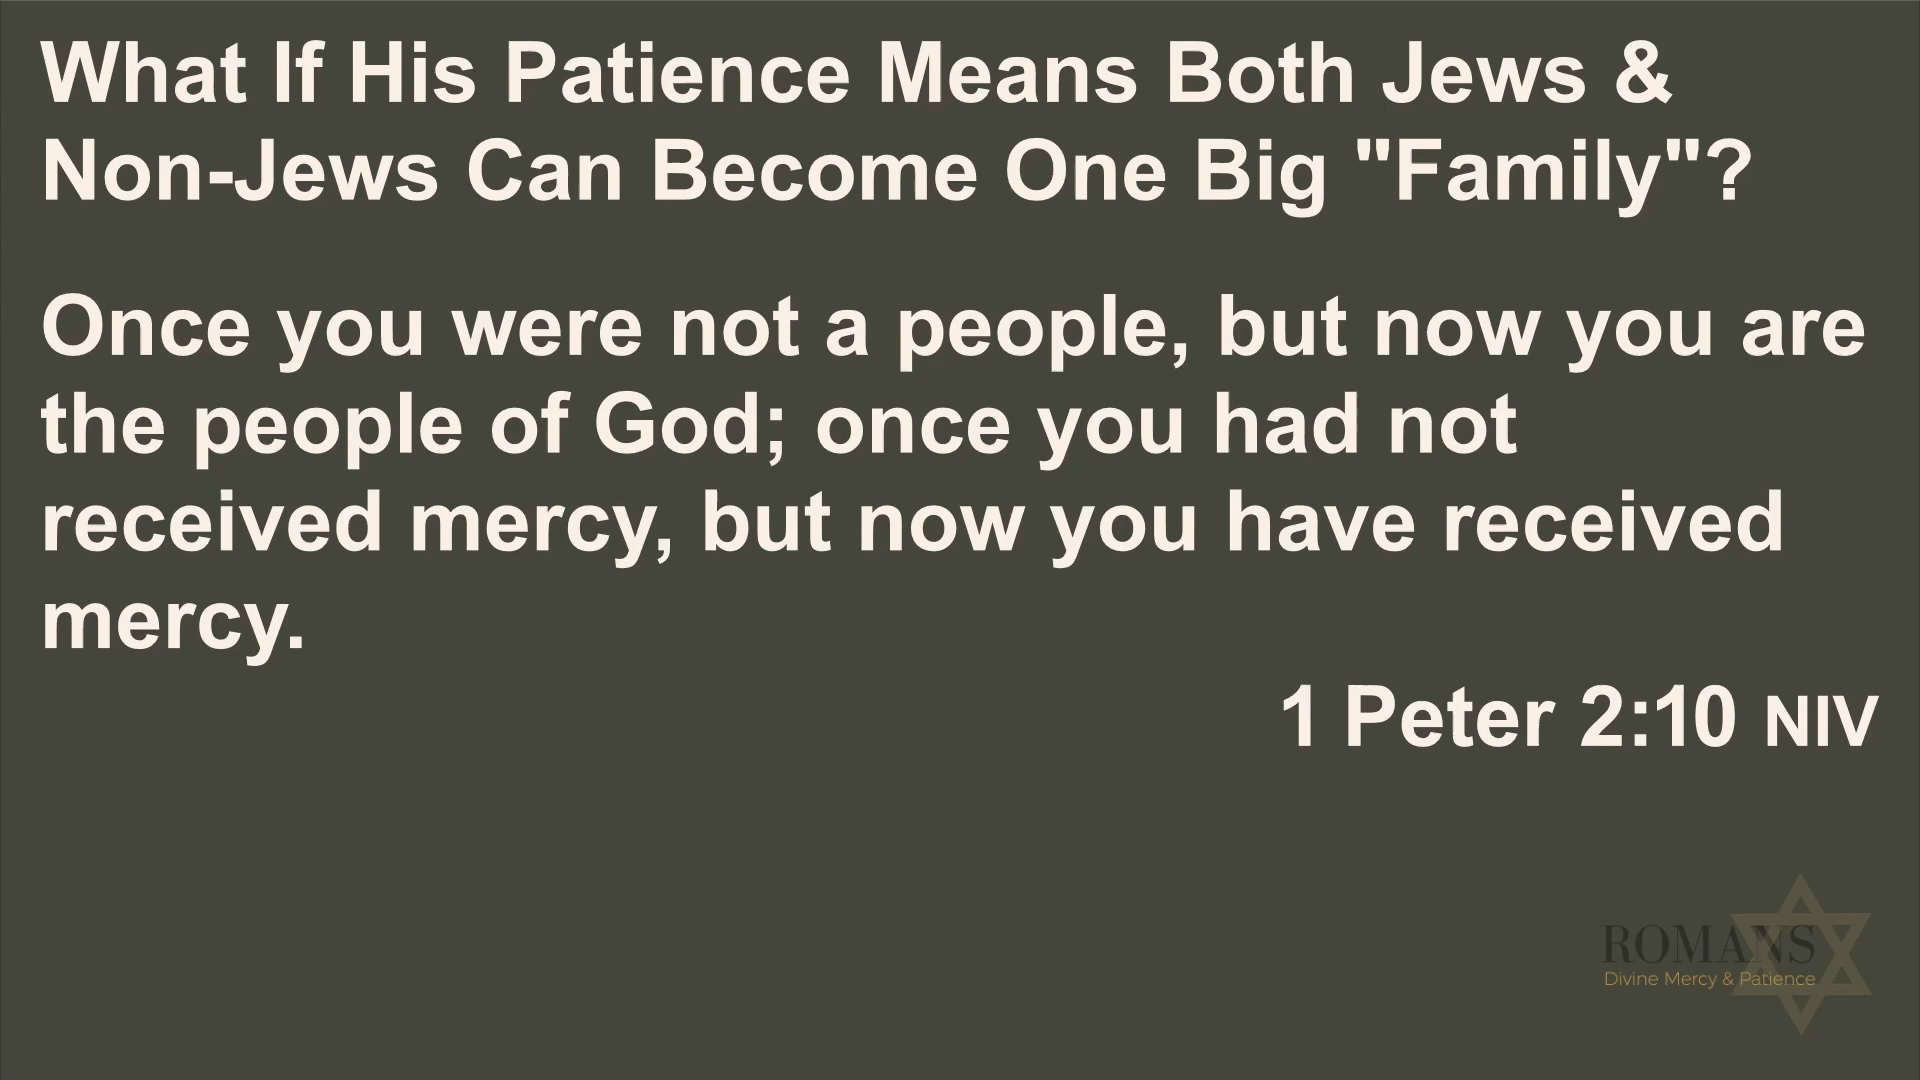 What If His Patience Means Both Jews &
Non-Jews Can Become One Big "Family"?
Once you were not a people, but now you are
the people of God; once you had not
received mercy, but now you have received
mercy.
1 Peter 2:10 NIV
ROMANS
Divine Mercy & Patience